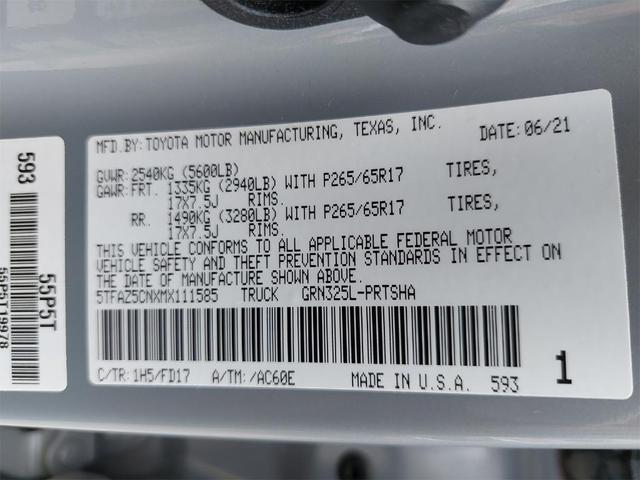 MFD.BY:TOYOTA MOTOR MANUFACTURING, TEXAS, INC. DATE:06/21
GVWR:2540KG (5600LB)
GAWR:FRT. 1335KG (2940LB) WITH P265/65R17 TIRES,
17X7.5J RIMS.
RR. 1490KG (3280LB) WITH P265/65R17 TIRES,
17X7.5J RIMS.
THIS VEHICLE CONFORMS TO ALL APPLICABLE FEDERAL MOTOR
VEHICLE SAFETY AND THEFT PREVENTION STANDARDS IN EFFECT ON
THE DATE OF MANUFACTURE SHOWN ABOVE.
5TFAZ5CNXMX111585 TRUCK GRN325L-PRTSHA
C/TR:1H5/FD17 A/TM:/AC60E MADE IN U.S.A. 593 1
593
55P5T
55P5T19978